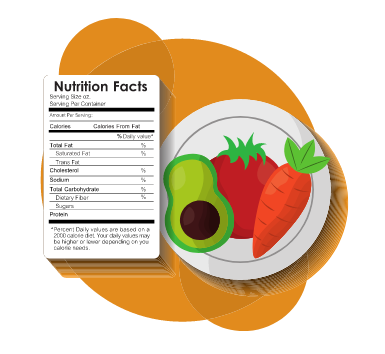 Nutrition Facts
Serving Size oz.
Serving Per Container
Amount Per Serving:
Calories Calories From Fat
% Daily value*
Total Fat %
Saturated Fat %
Trans Fat
Cholesterol %
Sodium %
Total Carbohydrate %
Dietary Fiber %
Sugars
Protein
*Percent Daily values are based on a
2000 calorie diet. Your daily values may
be higher or lower depending on you
calorie needs.